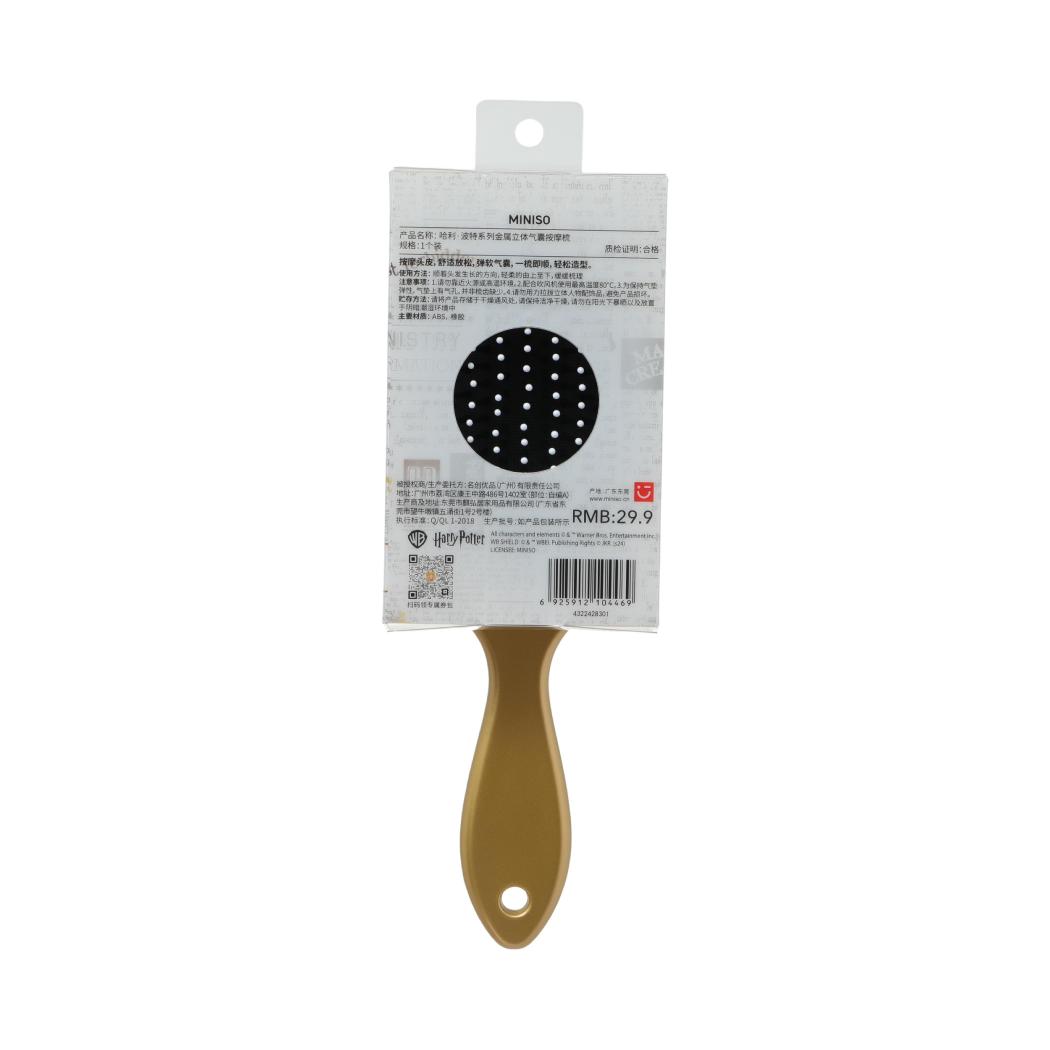 MINISO
产品名称: 哈利·波特系列金属立体气囊按摩梳
规格: 1个装
质检证明: 合格
按摩头皮, 舒适放松, 弹软气囊, 一梳即顺, 轻松造型。
使用方法: 顺着头发生长的方向, 轻柔的由上至下, 缓缓梳理
注意事项: 1.请勿靠近火源或高温环境。2.配合吹风机使用最高温度80℃。3.为保持气垫
弹性, 气垫上有气孔, 并非梳齿缺少。4.请勿用力拉拔立体人物配饰品, 避免产品损坏。
贮存方法: 请将产品存储于干燥通风处, 请保持洁净干燥, 请勿在阳光下暴晒以及放置
于阴暗潮湿环境中
主要材质: ABS、橡胶
NISTRY
MA
CRE
被授权商/生产委托方: 名创优品(广州)有限责任公司
地址: 广州市荔湾区康王中路486号1402室(部位: 自编A)
生产商及地址: 东莞市麒弘居家用品有限公司(广东省东
莞市望牛墩镇五涌街1号2号楼)
执行标准: Q/QL 1-2018 生产批号: 如产品包装所示
产地: 广东东莞
www.miniso.cn
RMB:29.9
WB Harry Potter
All characters and elements © & ™ Warner Bros. Entertainment Inc.
WB SHIELD: © & ™ WBEI. Publishing Rights © JKR. (s24)
LICENSEE: MINISO
扫码领专属券包
6 925912 104469
4322428301